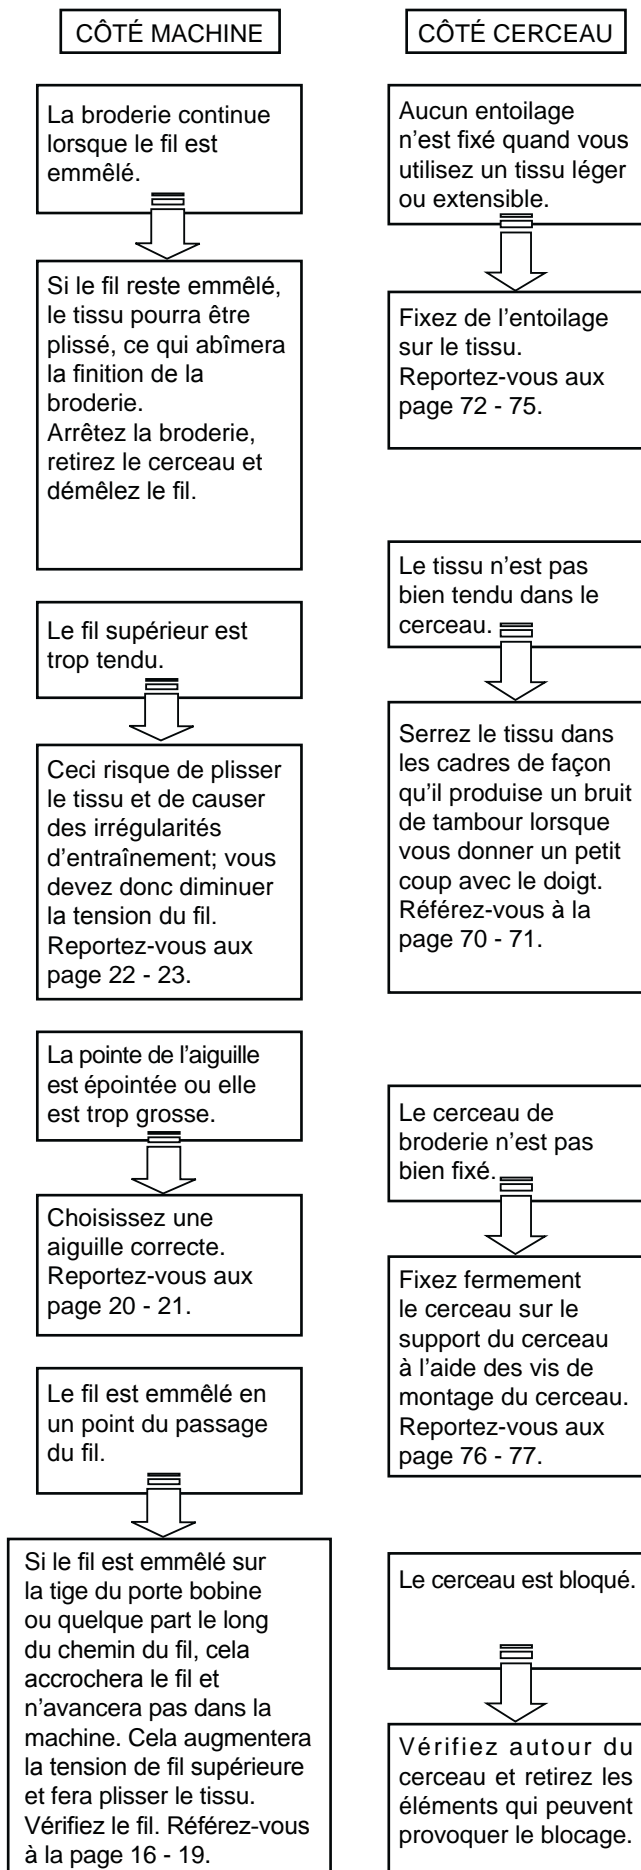 CÔTÉ MACHINE
La broderie continue
lorsque le fil est
emmêlé.
Si le fil reste emmêlé,
le tissu pourra être
plissé, ce qui abîmera
la finition de la
broderie.
Arrêtez la broderie,
retirez le cerceau et
démêlez le fil.
Le fil supérieur est
trop tendu.
Ceci risque de plisser
le tissu et de causer
des irrégularités
d’entraînement; vous
devez donc diminuer
la tension du fil.
Reportez-vous aux
page 22 - 23.
La pointe de l’aiguille
est épointée ou elle
est trop grosse.
Choisissez une
aiguille correcte.
Reportez-vous aux
page 20 - 21.
Le fil est emmêlé en
un point du passage
du fil.
Si le fil est emmêlé sur
la tige du porte bobine
ou quelque part le long
du chemin du fil, cela
accrochera le fil et
n’avancera pas dans la
machine. Cela augmentera
la tension de fil supérieure
et fera plisser le tissu.
Vérifiez le fil. Référez-vous
à la page 16 - 19.
CÔTÉ CERCEAU
Aucun entoilage
n’est fixé quand vous
utilisez un tissu léger
ou extensible.
Fixez de l’entoilage
sur le tissu.
Reportez-vous aux
page 72 - 75.
Le tissu n’est pas
bien tendu dans le
cerceau.
Serrez le tissu dans
les cadres de façon
qu’il produise un bruit
de tambour lorsque
vous donner un petit
coup avec le doigt.
Référez-vous à la
page 70 - 71.
Le cerceau de
broderie n’est pas
bien fixé.
Fixez fermement
le cerceau sur le
support du cerceau
à l’aide des vis de
montage du cerceau.
Reportez-vous aux
page 76 - 77.
Le cerceau est bloqué.
Vérifiez autour du
cerceau et retirez les
éléments qui peuvent
provoquer le blocage.